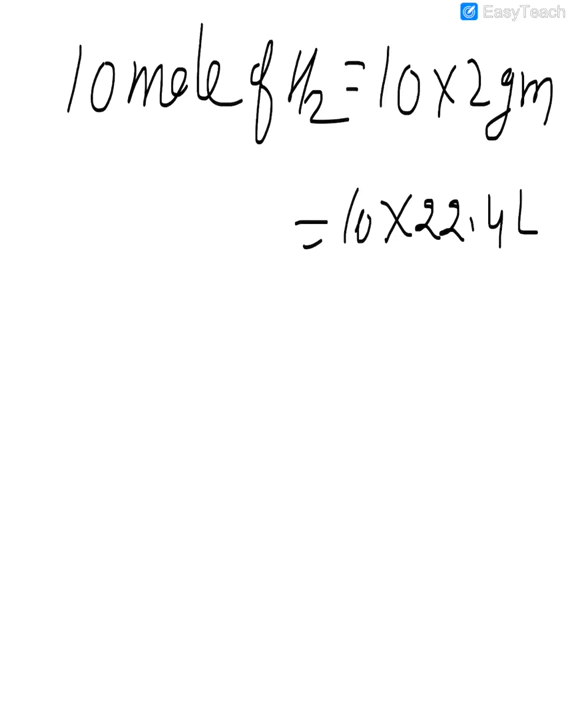 EasyTeach
10 mole of H₂ = 10 × 2 gm
= 10 × 22.4 L